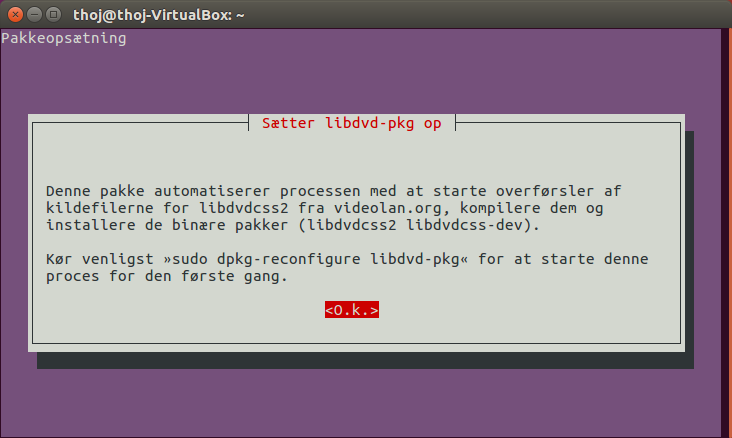 thoj@thoj-VirtualBox: ~
Pakkeopsætning
Sætter libdvd-pkg op
Denne pakke automatiserer processen med at starte overførsler af
kildefilerne for libdvdcss2 fra videolan.org, kompilere dem og
installere de binære pakker (libdvdcss2 libdvdcss-dev).
Kør venligst »sudo dpkg-reconfigure libdvd-pkg« for at starte denne
proces for den første gang.
<O.k.>